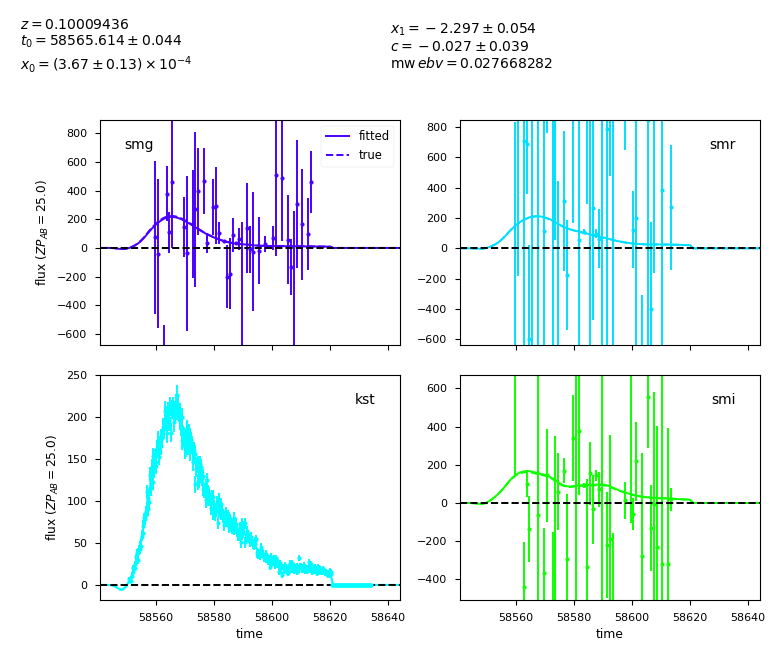 z = 0.10009436
t₀ = 58565.614 ± 0.044
x₀ = (3.67 ± 0.13) × 10⁻⁴
x₁ = −2.297 ± 0.054
c = −0.027 ± 0.039
mw ebv = 0.027668282
smg
fitted
true
800
600
400
200
0
−200
−400
−600
flux (ZP_AB = 25.0)
smr
800
600
400
200
0
−200
−400
−600
kst
250
200
150
100
50
0
flux (ZP_AB = 25.0)
58560 58580 58600 58620 58640
time
smi
600
400
200
0
−200
−400
58560 58580 58600 58620 58640
time